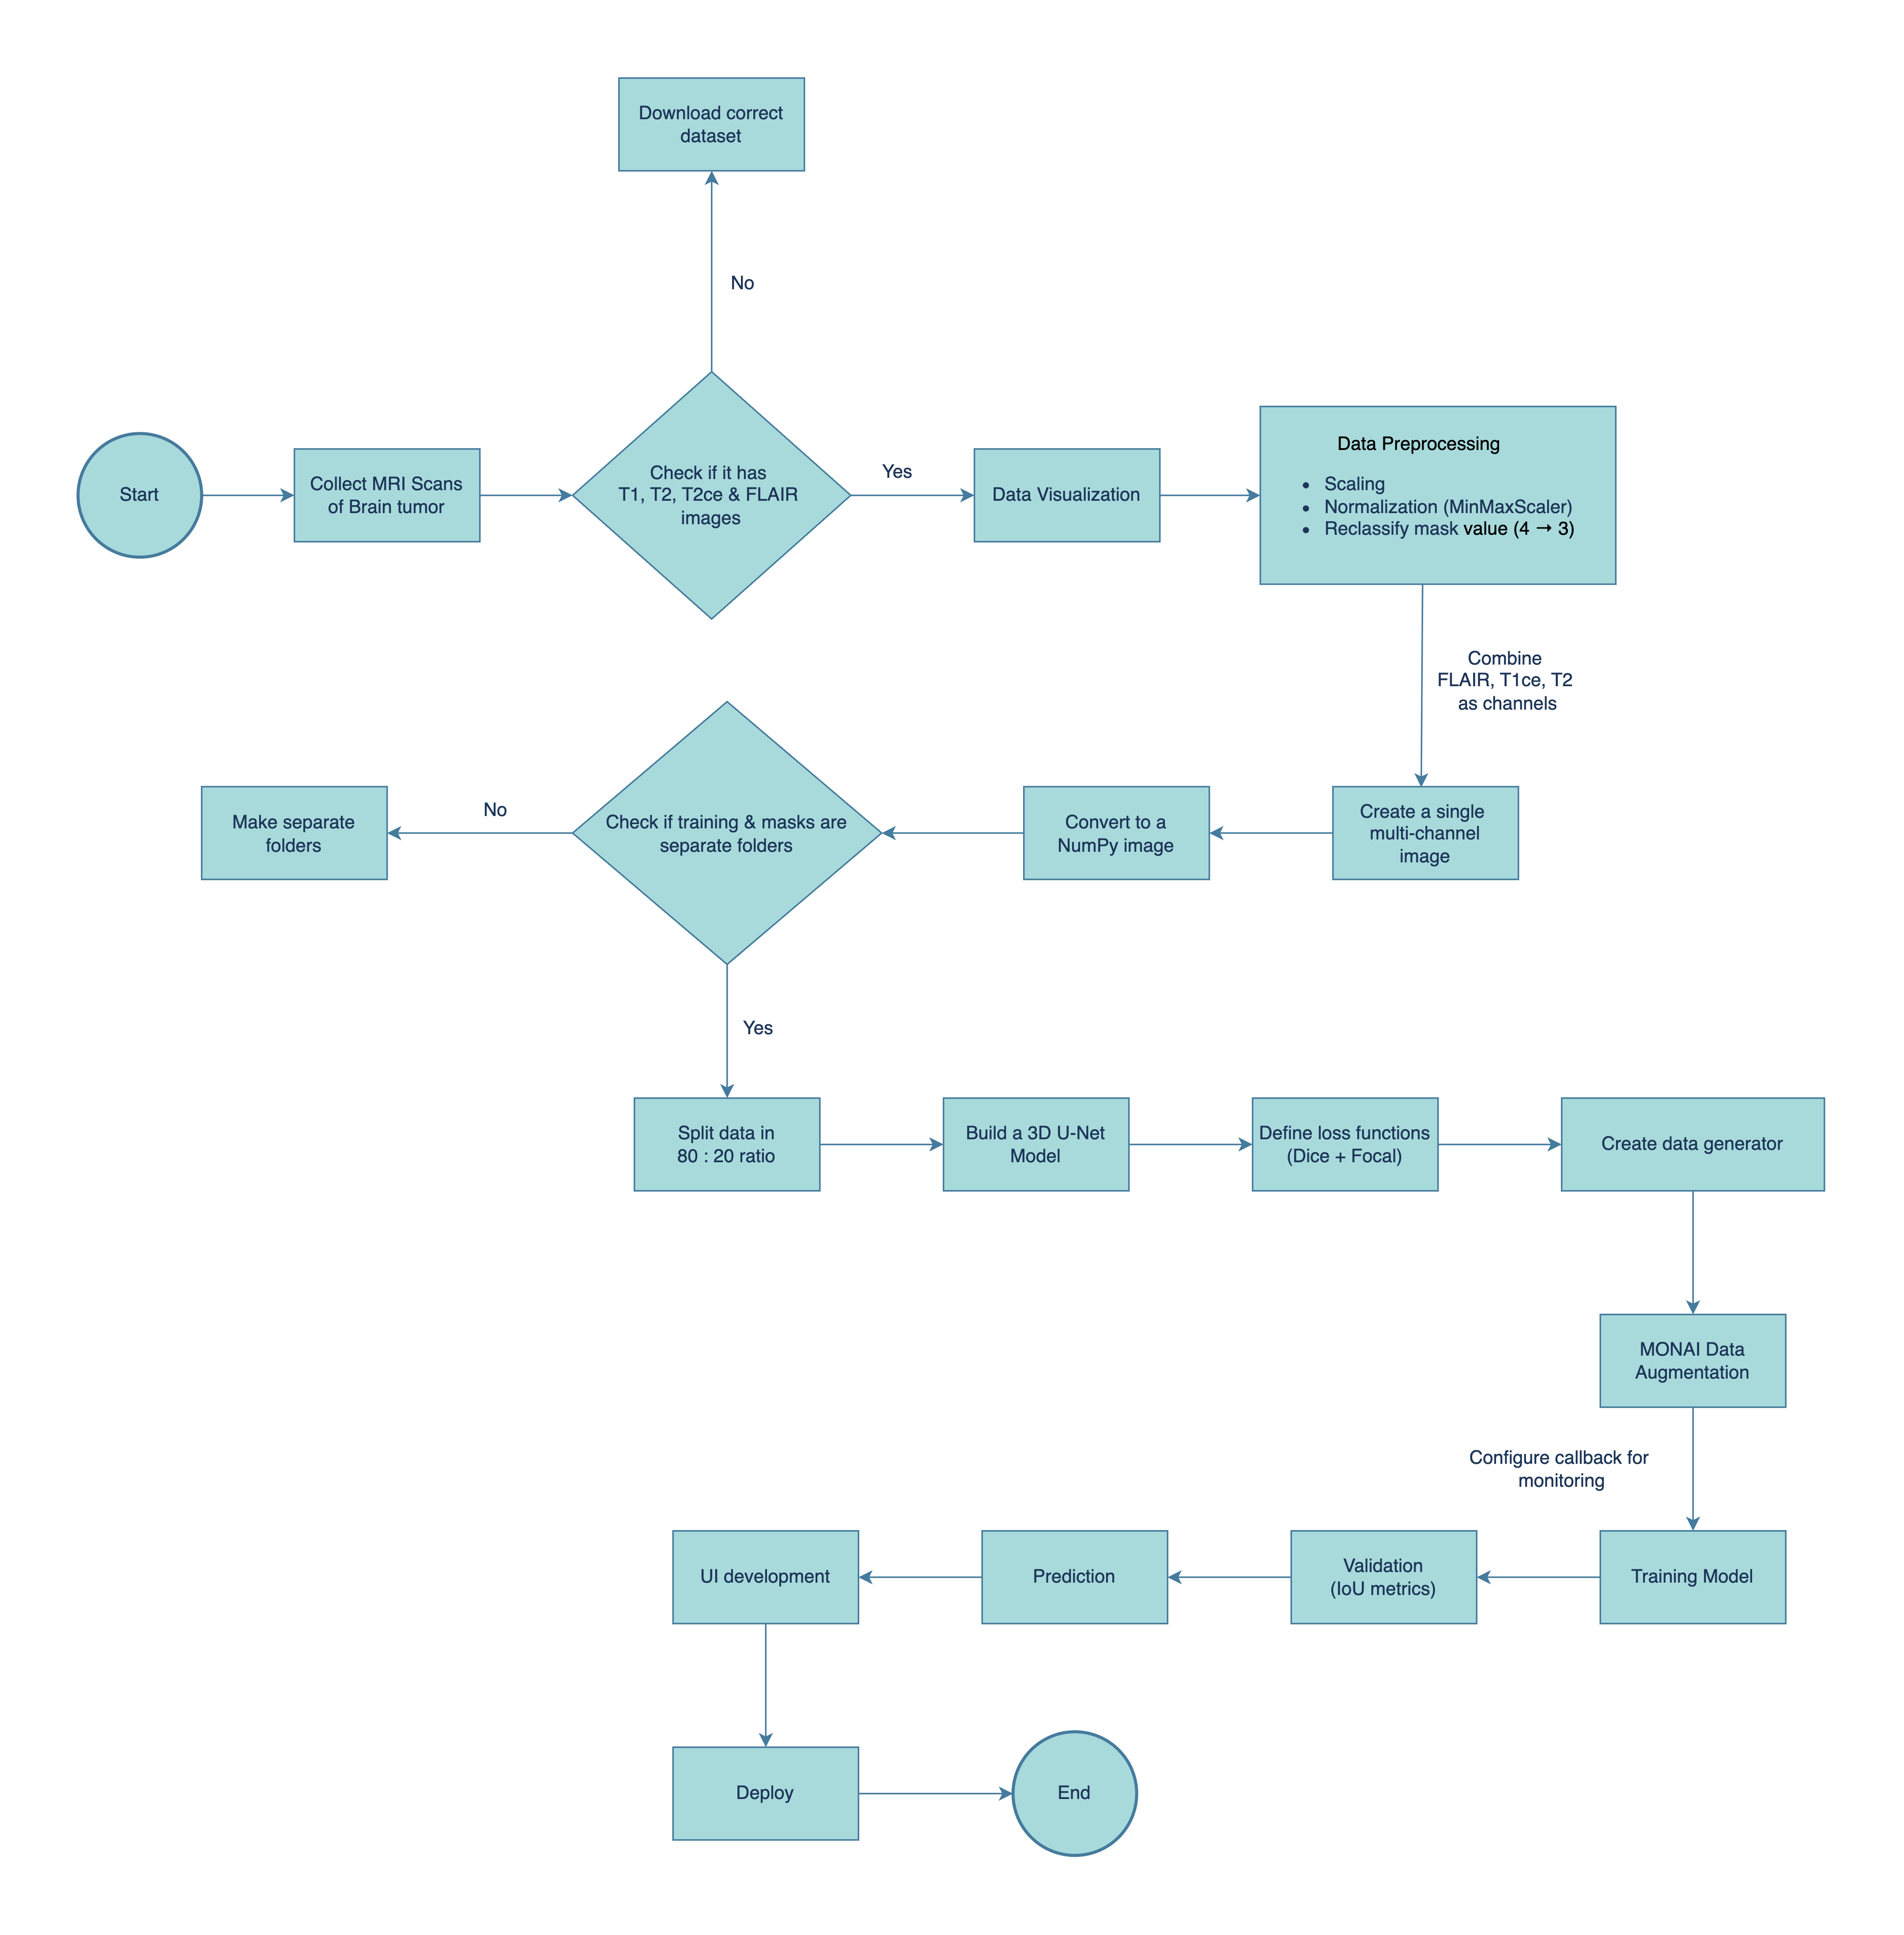 Download correct
dataset
No
Start
Collect MRI Scans
of Brain tumor
Check if it has
T1, T2, T2ce & FLAIR
images
Yes
Data Visualization
Data Preprocessing
• Scaling
• Normalization (MinMaxScaler)
• Reclassify mask value (4 → 3)
Combine
FLAIR, T1ce, T2
as channels
Create a single
multi-channel
image
Convert to a
NumPy image
Check if training & masks are
separate folders
No
Make separate
folders
Yes
Split data in
80 : 20 ratio
Build a 3D U-Net
Model
Define loss functions
(Dice + Focal)
Create data generator
MONAI Data
Augmentation
Configure callback for
monitoring
Training Model
Validation
(IoU metrics)
Prediction
UI development
Deploy
End